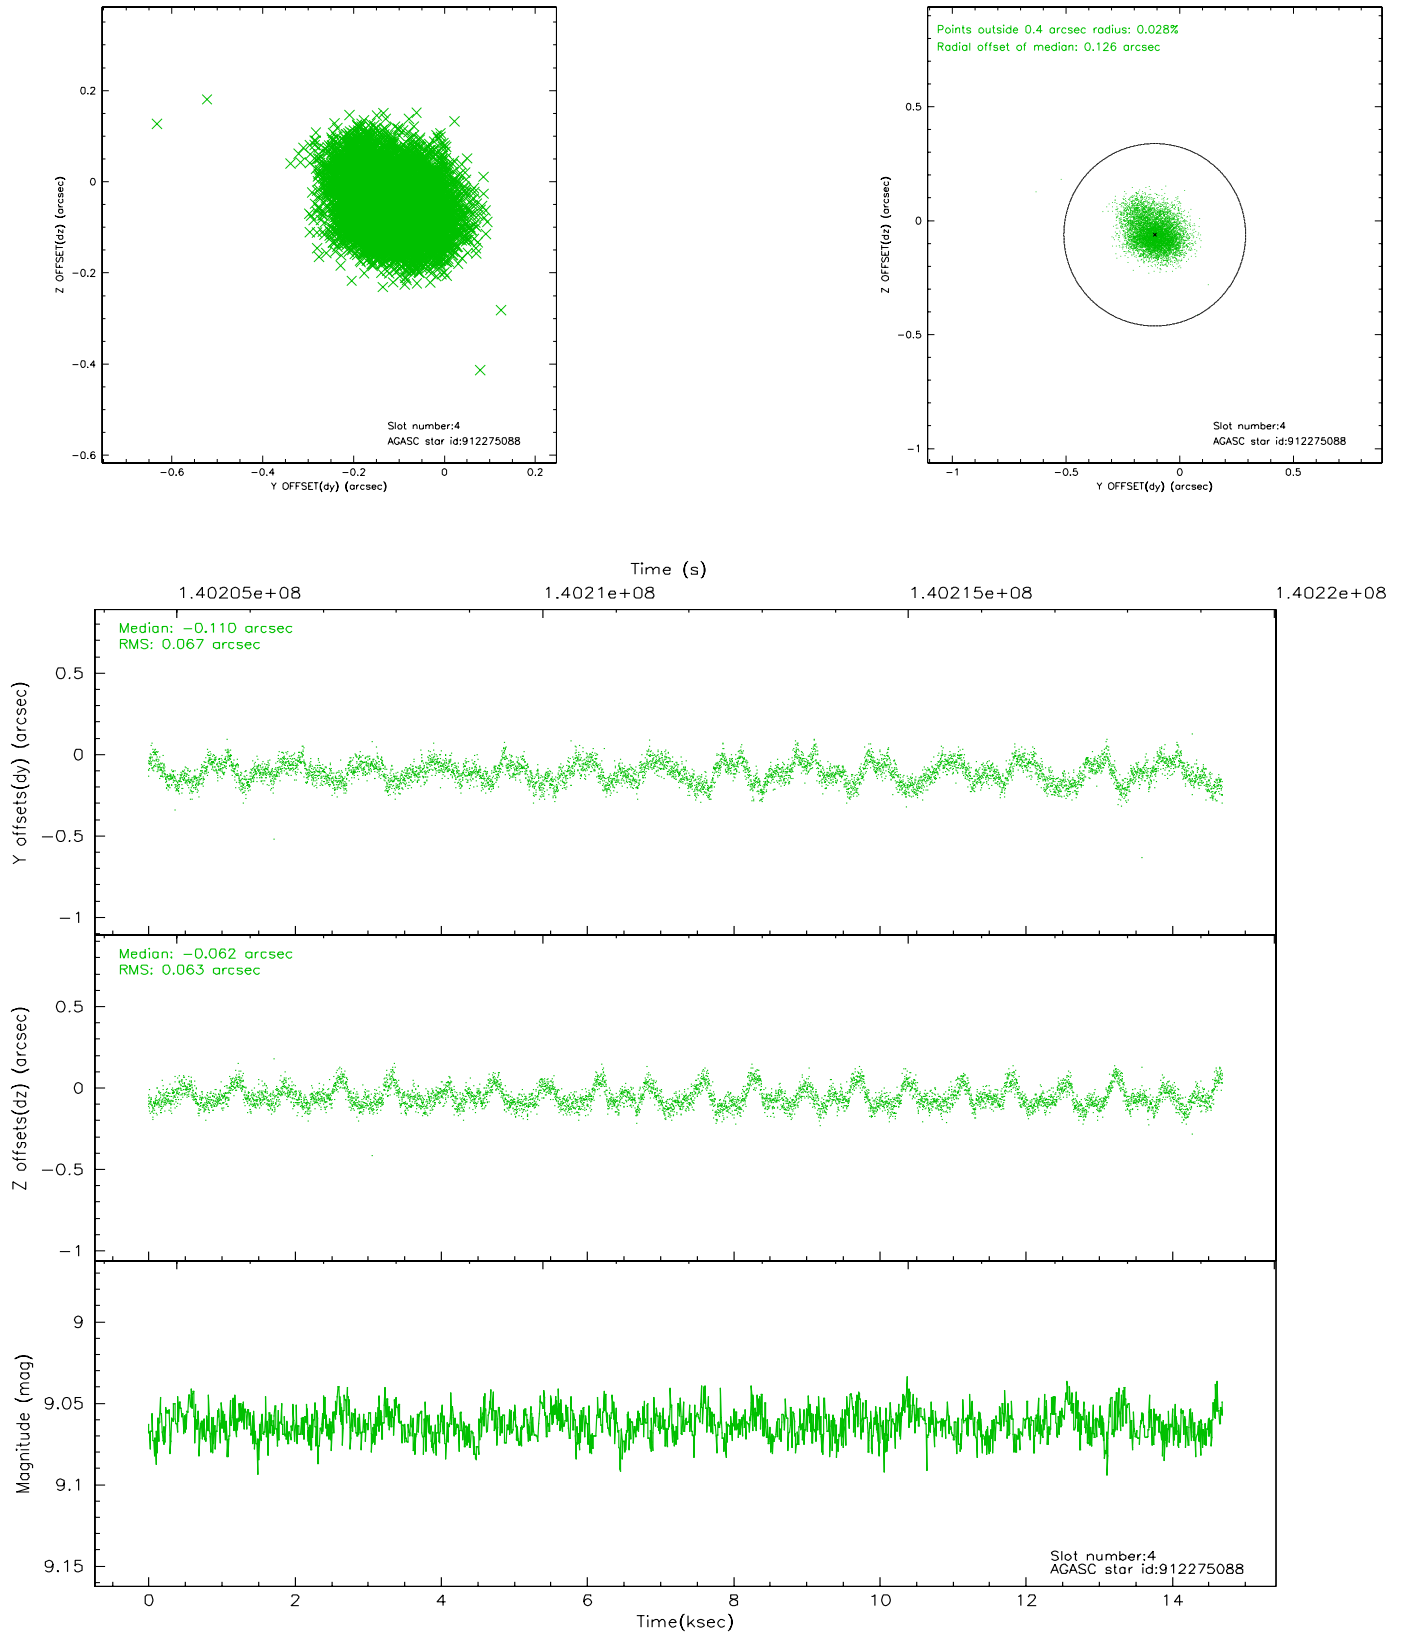 0.2
0
-0.2
-0.4
-0.6
Z OFFSET(dz) (arcsec)
-0.6
-0.4
-0.2
0
0.2
Y OFFSET(dy) (arcsec)
Slot number:4
AGASC star id:912275088
Points outside 0.4 arcsec radius: 0.028%
Radial offset of median: 0.126 arcsec
0.5
0
-0.5
-1
Z OFFSET(dz) (arcsec)
-1
-0.5
0
0.5
Y OFFSET(dy) (arcsec)
Slot number:4
AGASC star id:912275088
Time (s)
1.40205e+08
1.4021e+08
1.40215e+08
1.4022e+08
Median: -0.110 arcsec
RMS: 0.067 arcsec
0.5
0
-0.5
-1
Y offsets(dy) (arcsec)
Median: -0.062 arcsec
RMS: 0.063 arcsec
0.5
0
-0.5
-1
Z offsets(dz) (arcsec)
9
9.05
9.1
9.15
Magnitude (mag)
Slot number:4
AGASC star id:912275088
0
2
4
6
8
10
12
14
Time(ksec)